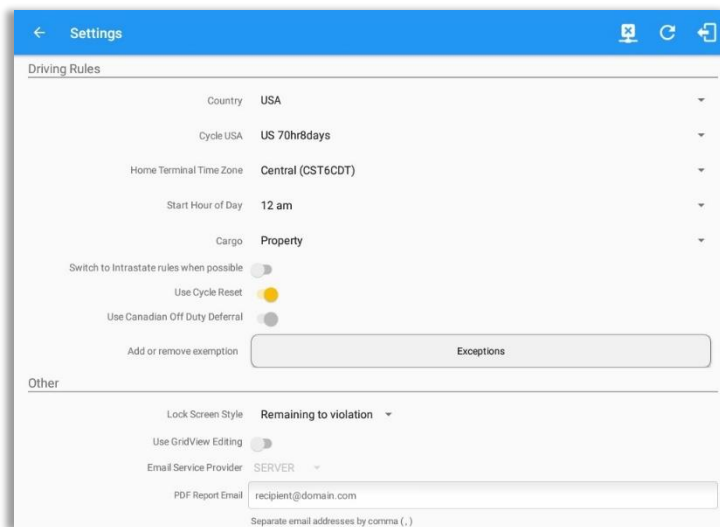 Settings
Driving Rules
Country USA
Cycle USA US 70hr8days
Home Terminal Time Zone Central (CST6CDT)
Start Hour of Day 12 am
Cargo Property
Switch to Intrastate rules when possible
Use Cycle Reset
Use Canadian Off Duty Deferral
Add or remove exemption Exceptions
Other
Lock Screen Style Remaining to violation
Use GridView Editing
Email Service Provider SERVER
PDF Report Email recipient@domain.com
Separate email addresses by comma (,)